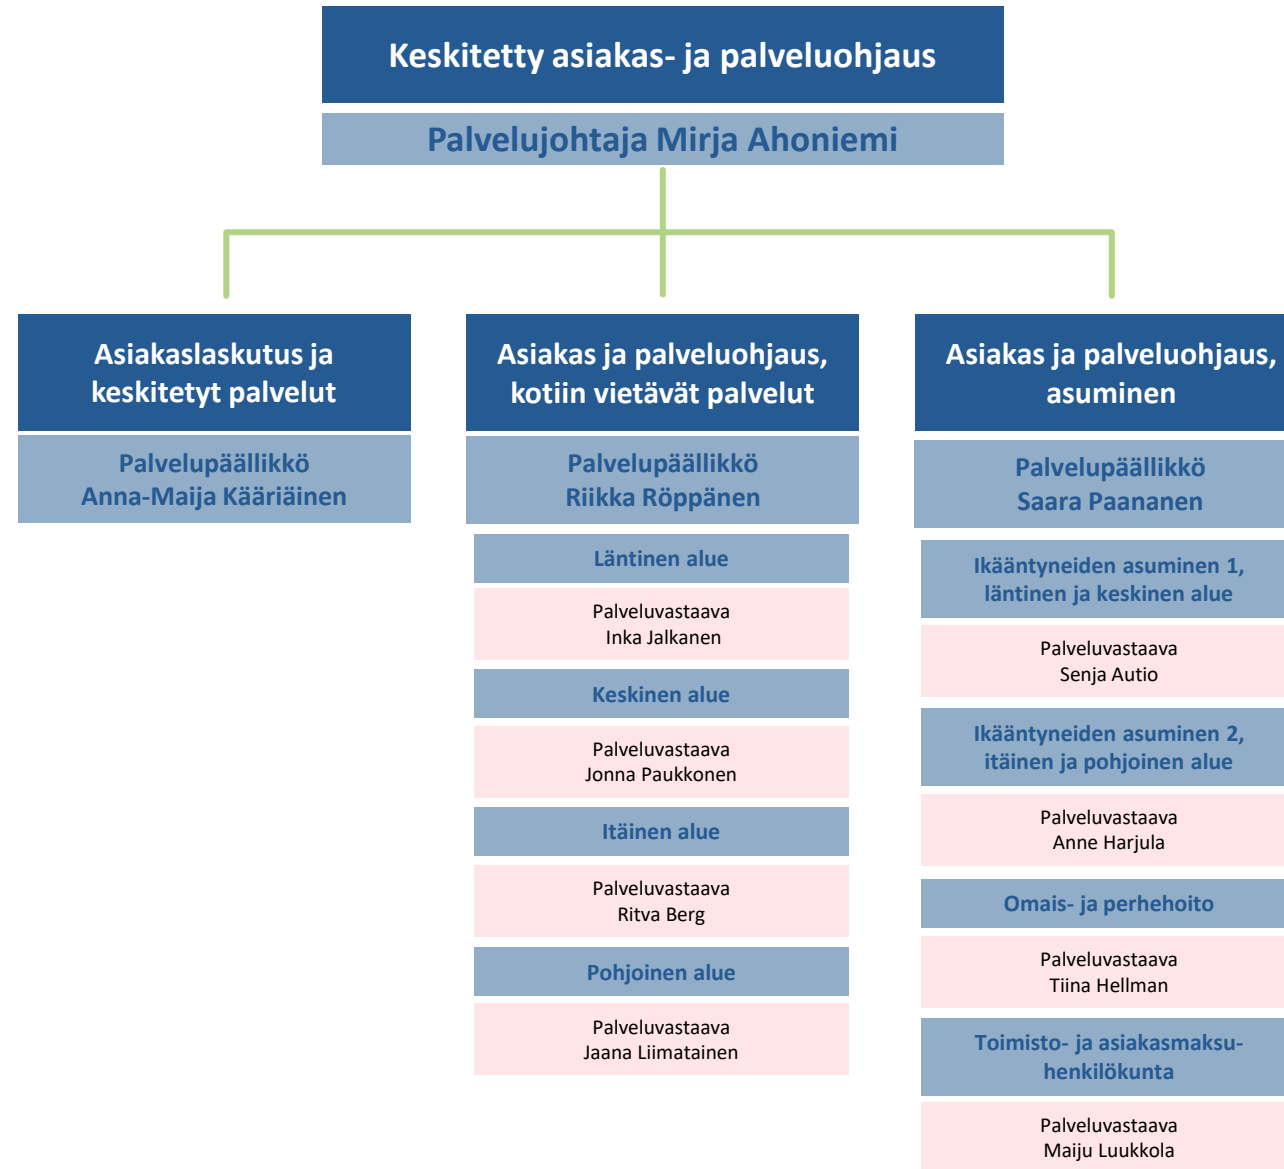 Keskitetty asiakas- ja palveluohjaus
Palvelujohtaja Mirja Ahoniemi
Asiakaslaskutus ja
keskitetyt palvelut
Palvelupäällikkö
Anna-Maija Kääriäinen
Asiakas ja palveluohjaus,
kotiin vietävät palvelut
Palvelupäällikkö
Riikka Röppänen
Läntinen alue
Palveluvastaava
Inka Jalkanen
Keskinen alue
Palveluvastaava
Jonna Paukkonen
Itäinen alue
Palveluvastaava
Ritva Berg
Pohjoinen alue
Palveluvastaava
Jaana Liimatainen
Asiakas ja palveluohjaus,
asuminen
Palvelupäällikkö
Saara Paananen
Ikääntyneiden asuminen 1,
läntinen ja keskinen alue
Palveluvastaava
Senja Autio
Ikääntyneiden asuminen 2,
itäinen ja pohjoinen alue
Palveluvastaava
Anne Harjula
Omais- ja perhehoito
Palveluvastaava
Tiina Hellman
Toimisto- ja asiakasmaksu-
henkilökunta
Palveluvastaava
Maiju Luukkola